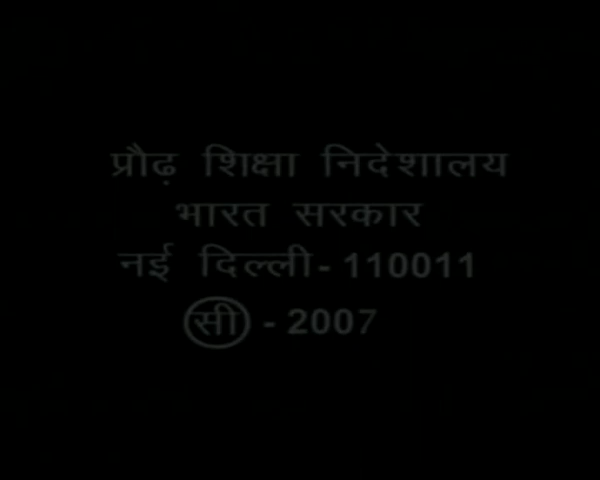 प्रौढ़ शिक्षा निदेशालय
भारत सरकार
नई दिल्ली - 110011
सी - 2007